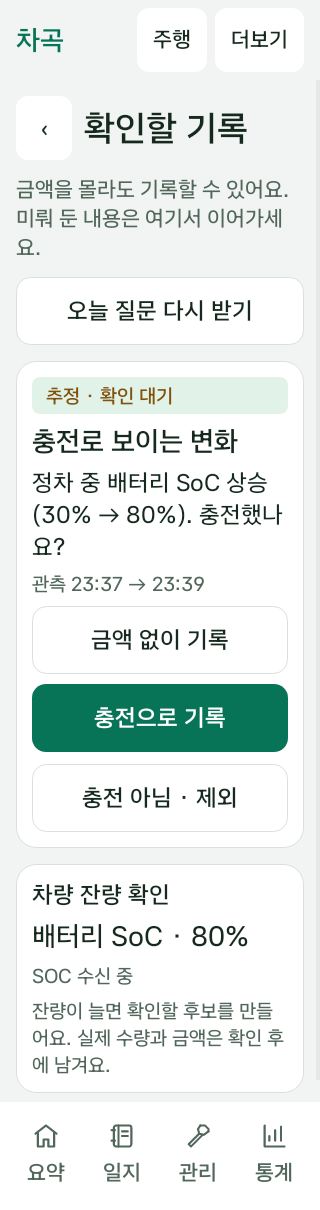 차곡
주행
더보기
‹
확인할 기록
금액을 몰라도 기록할 수 있어요.
미뤄 둔 내용은 여기서 이어가세
요.
오늘 질문 다시 받기
추정 · 확인 대기
충전로 보이는 변화
정차 중 배터리 SoC 상승
(30% → 80%). 충전했나
요?
관측 23:37 → 23:39
금액 없이 기록
충전으로 기록
충전 아님 · 제외
차량 잔량 확인
배터리 SoC · 80%
SOC 수신 중
잔량이 늘면 확인할 후보를 만들
어요. 실제 수량과 금액은 확인 후
에 남겨요.
요약
일지
관리
통계